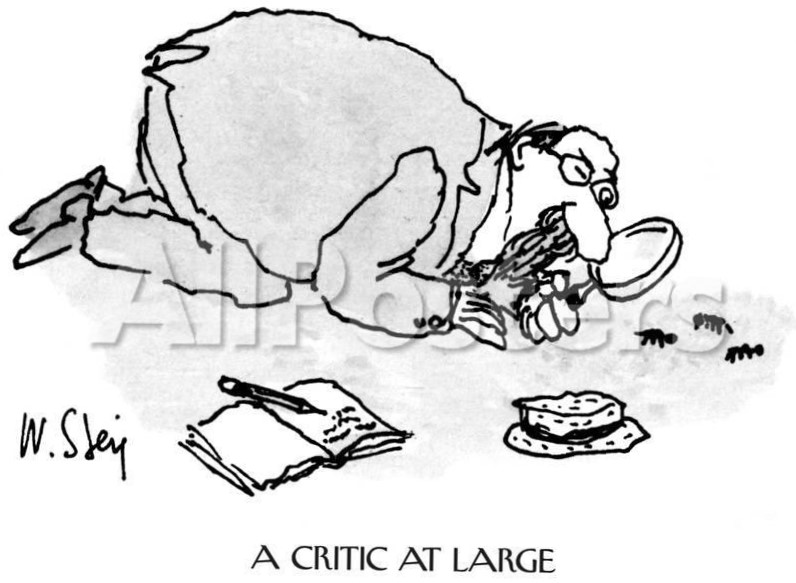 AllPosters
W. Steig
A CRITIC AT LARGE